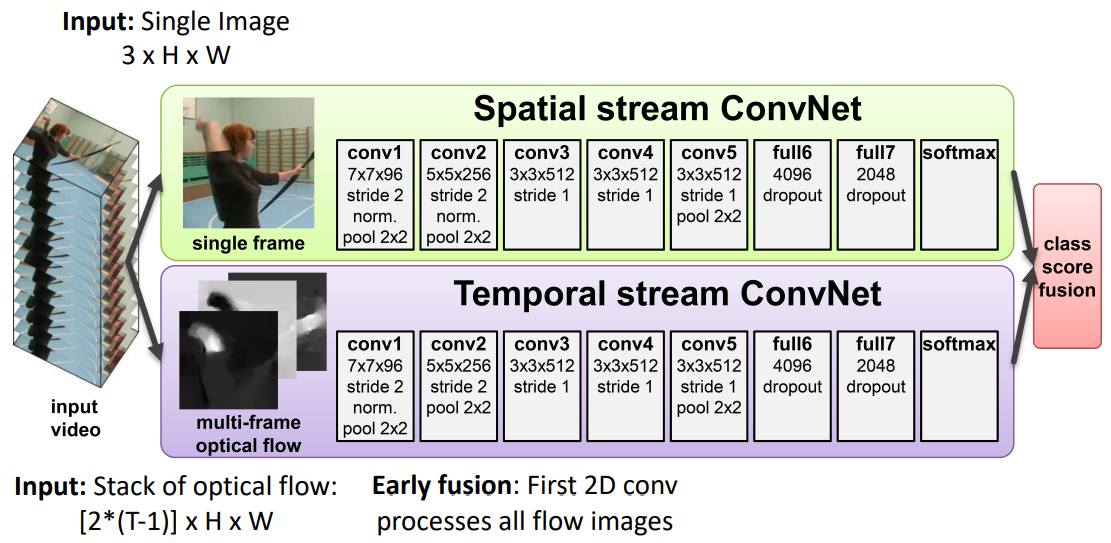 Input: Single Image
3 x H x W
Spatial stream ConvNet
single frame
conv1
7x7x96
stride 2
norm.
pool 2x2
conv2
5x5x256
stride 2
norm.
pool 2x2
conv3
3x3x512
stride 1
conv4
3x3x512
stride 1
conv5
3x3x512
stride 1
pool 2x2
full6
4096
dropout
full7
2048
dropout
softmax
Temporal stream ConvNet
multi-frame
optical flow
conv1
7x7x96
stride 2
norm.
pool 2x2
conv2
5x5x256
stride 2
pool 2x2
conv3
3x3x512
stride 1
conv4
3x3x512
stride 1
conv5
3x3x512
stride 1
pool 2x2
full6
4096
dropout
full7
2048
dropout
softmax
class
score
fusion
input
video
Input: Stack of optical flow:
[2*(T-1)] x H x W
Early fusion: First 2D conv
processes all flow images